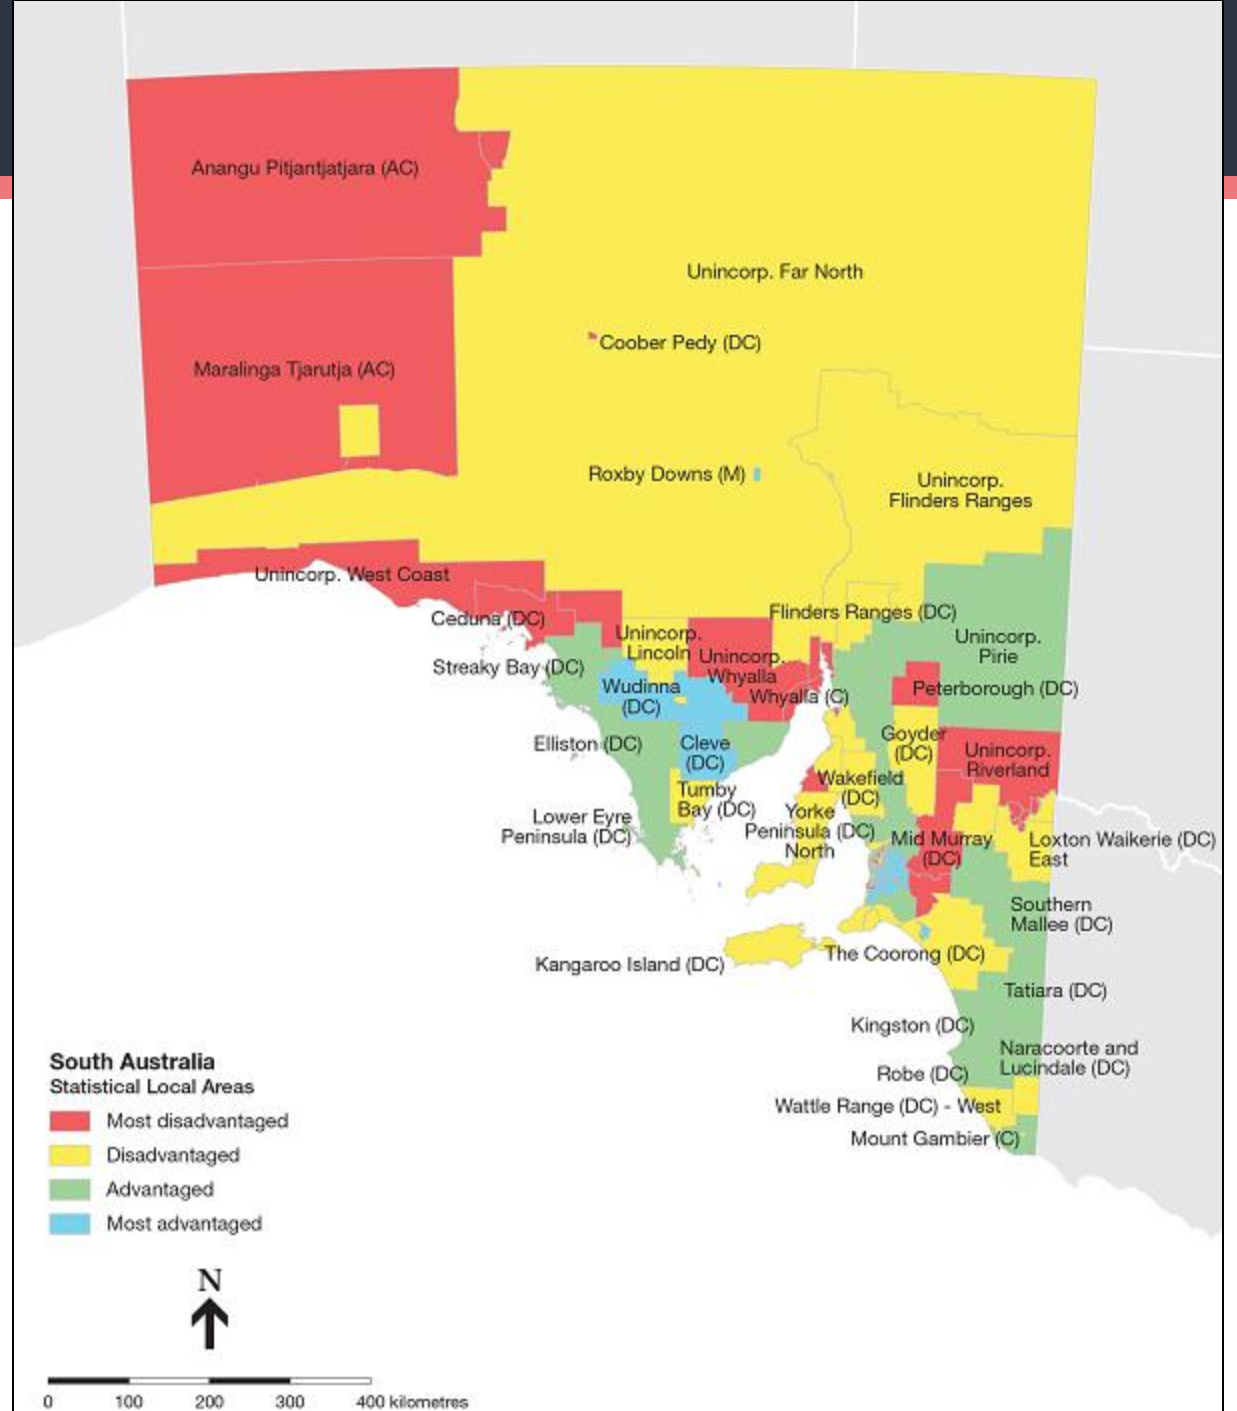 Anangu Pitjantjatjara (AC)
Unincorp. Far North
Coober Pedy (DC)
Maralinga Tjarutja (AC)
Roxby Downs (M)
Unincorp.
Flinders Ranges
Unincorp. West Coast
Ceduna (DC)
Flinders Ranges (DC)
Unincorp.
Lincoln
Unincorp.
Pirie
Unincorp.
Whyalla
Streaky Bay (DC)
Wudinna
(DC)
Whyalla (C)
Peterborough (DC)
Elliston (DC)
Cleve
(DC)
Goyder
(DC)
Unincorp.
Riverland
Wakefield
(DC)
Tumby
Bay (DC)
Lower Eyre
Peninsula (DC)
Yorke
Peninsula (DC)
North
Mid Murray
(DC)
Loxton Waikerie (DC)
East
Southern
Mallee (DC)
Kangaroo Island (DC)
The Coorong (DC)
Tatiara (DC)
Kingston (DC)
Naracoorte and
Lucindale (DC)
Robe (DC)
Wattle Range (DC) - West
Mount Gambier (C)
South Australia
Statistical Local Areas
Most disadvantaged
Disadvantaged
Advantaged
Most advantaged
N
0 100 200 300 400 kilometres